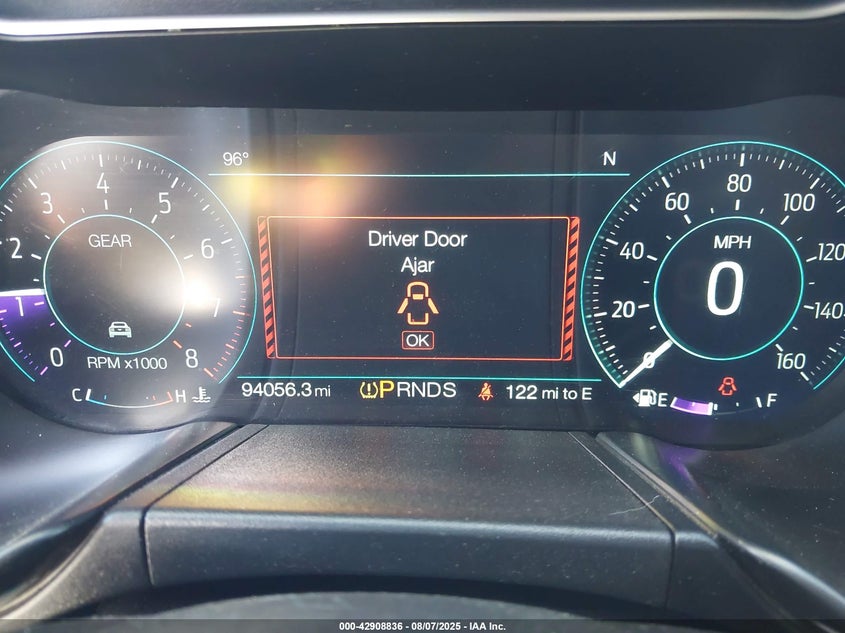 96°
N
0 1 2 3 4 5 6 7 8
GEAR
RPM x1000
C H
Driver Door
Ajar
OK
94056.3 mi
PRNDS
122 mi to E
0 20 40 60 80 100 120 140 160
MPH
0
E F
000-42908836 - 08/07/2025 - IAA Inc.